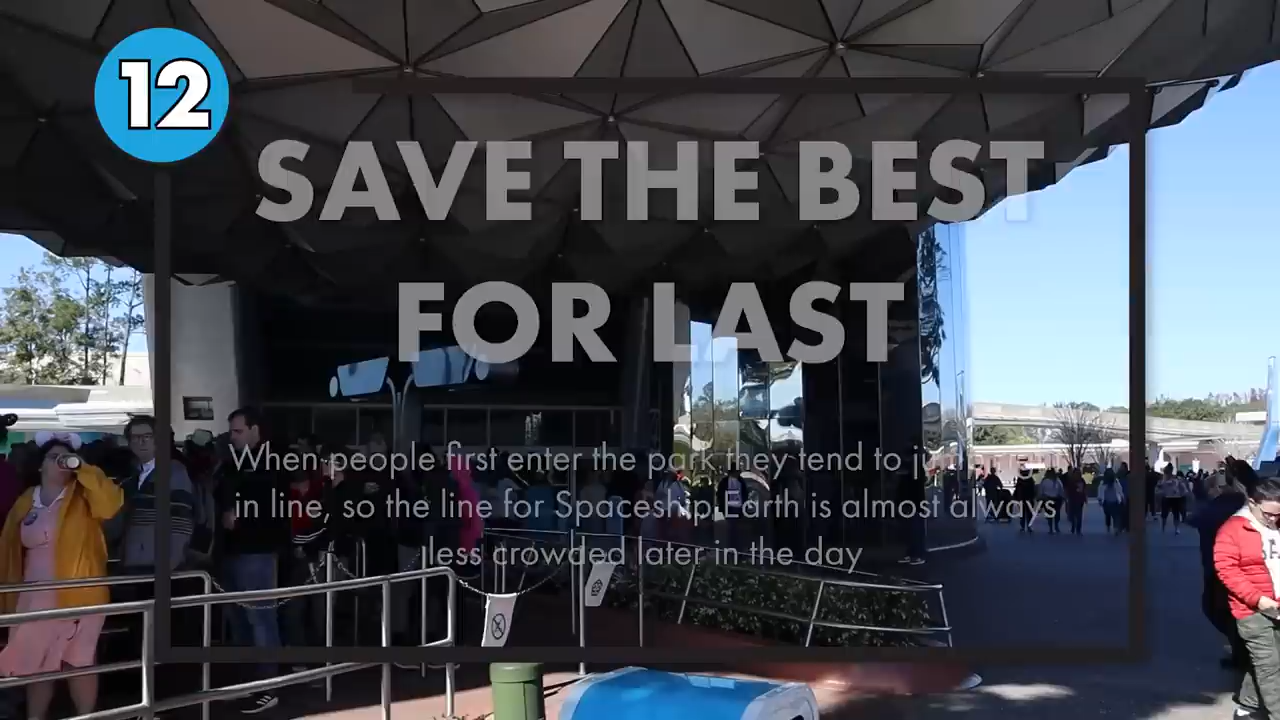 12
SAVE THE BEST
FOR LAST
When people first enter the park they tend to
in line, so the line for Spaceship Earth is almost always
less crowded later in the day